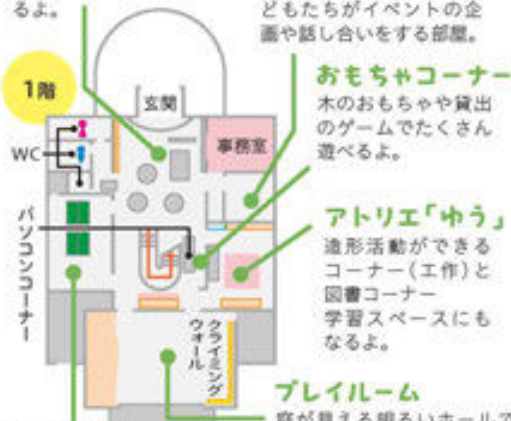 るよ。
どもたちがイベントの企
画や話し合いをする部屋。
1階
玄関
事務室
WC
おもちゃコーナー
木のおもちゃや貸出
のゲームでたくさん
遊べるよ。
パソコンコーナー
アトリエ「ゆう」
造形活動ができる
コーナー(工作)と
図書コーナー
学習スペースにも
なるよ。
クライミング
ウォール
プレイルーム
庭が見える明るいホールで